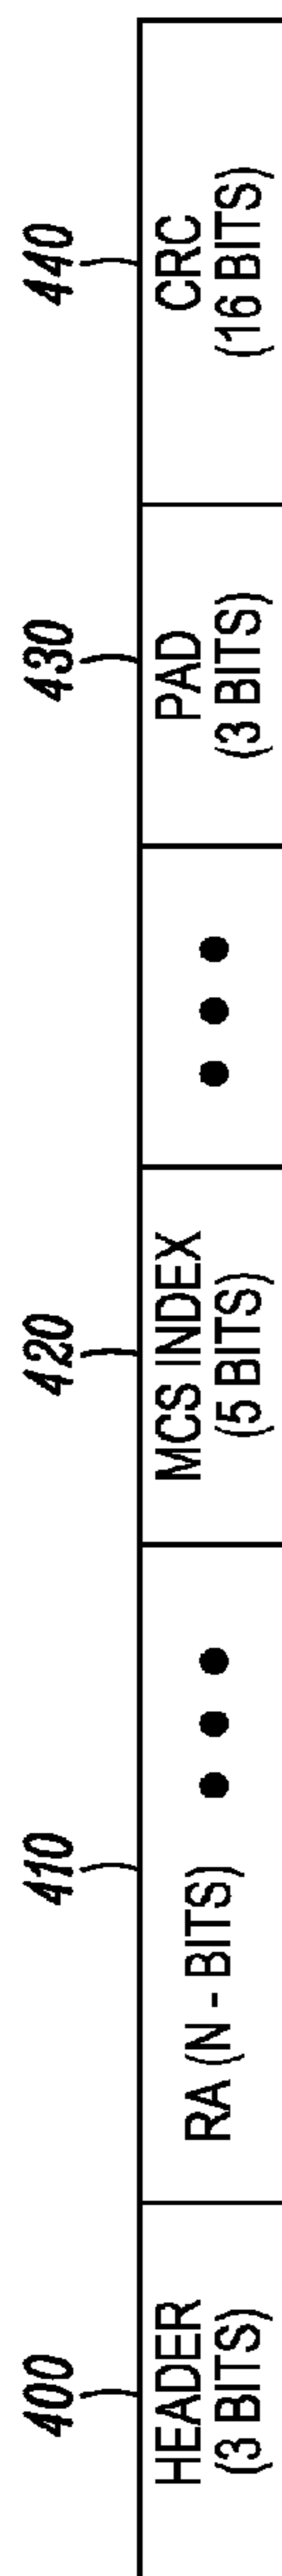 400
HEADER
(3 BITS)
410
RA (N - BITS) • • •
420
MCS INDEX
(5 BITS)
• • •
430
PAD
(3 BITS)
440
CRC
(16 BITS)